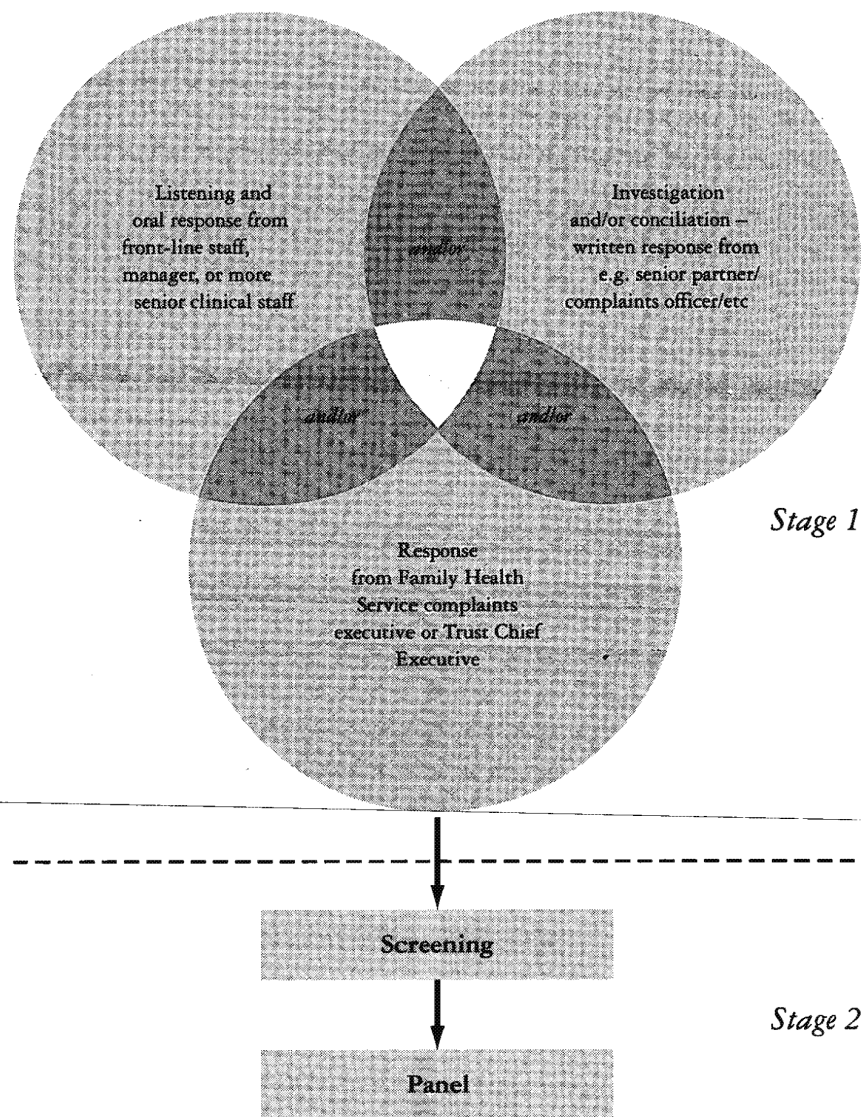 Listening and
oral response from
front-line staff,
manager, or more
senior clinical staff
and/or
Investigation
and/or conciliation –
written response from
e.g. senior partner/
complaints officer/etc
and/or
and/or
Stage 1
Response
from Family Health
Service complaints
executive or Trust Chief
Executive
Screening
Stage 2
Panel